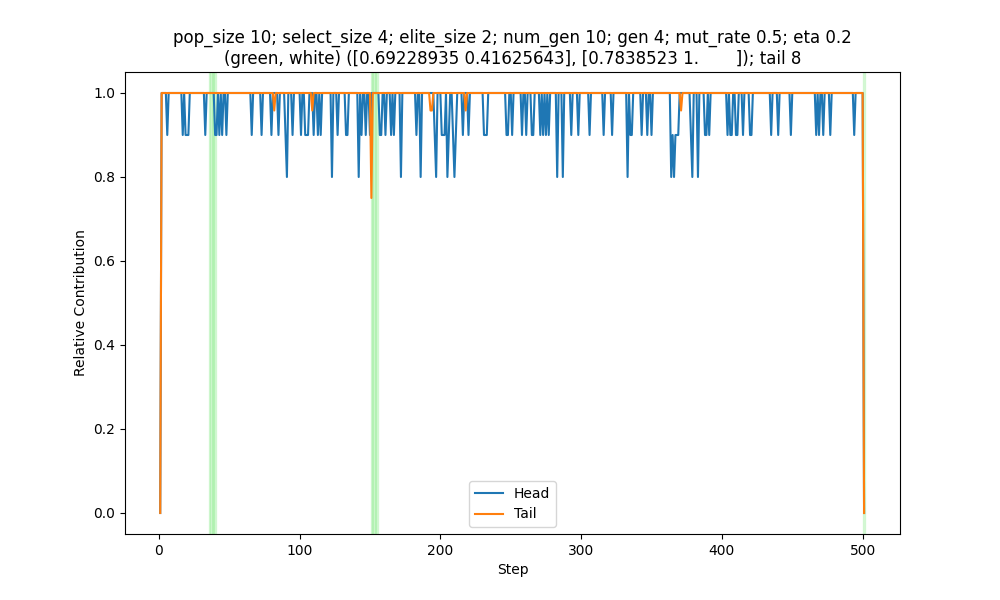 pop_size 10; select_size 4; elite_size 2; num_gen 10; gen 4; mut_rate 0.5; eta 0.2
(green, white) ([0.69228935 0.41625643], [0.7838523 1.        ]); tail 8
1.0
0.8
0.6
0.4
0.2
0.0
Relative Contribution
Head
Tail
0 100 200 300 400 500
Step